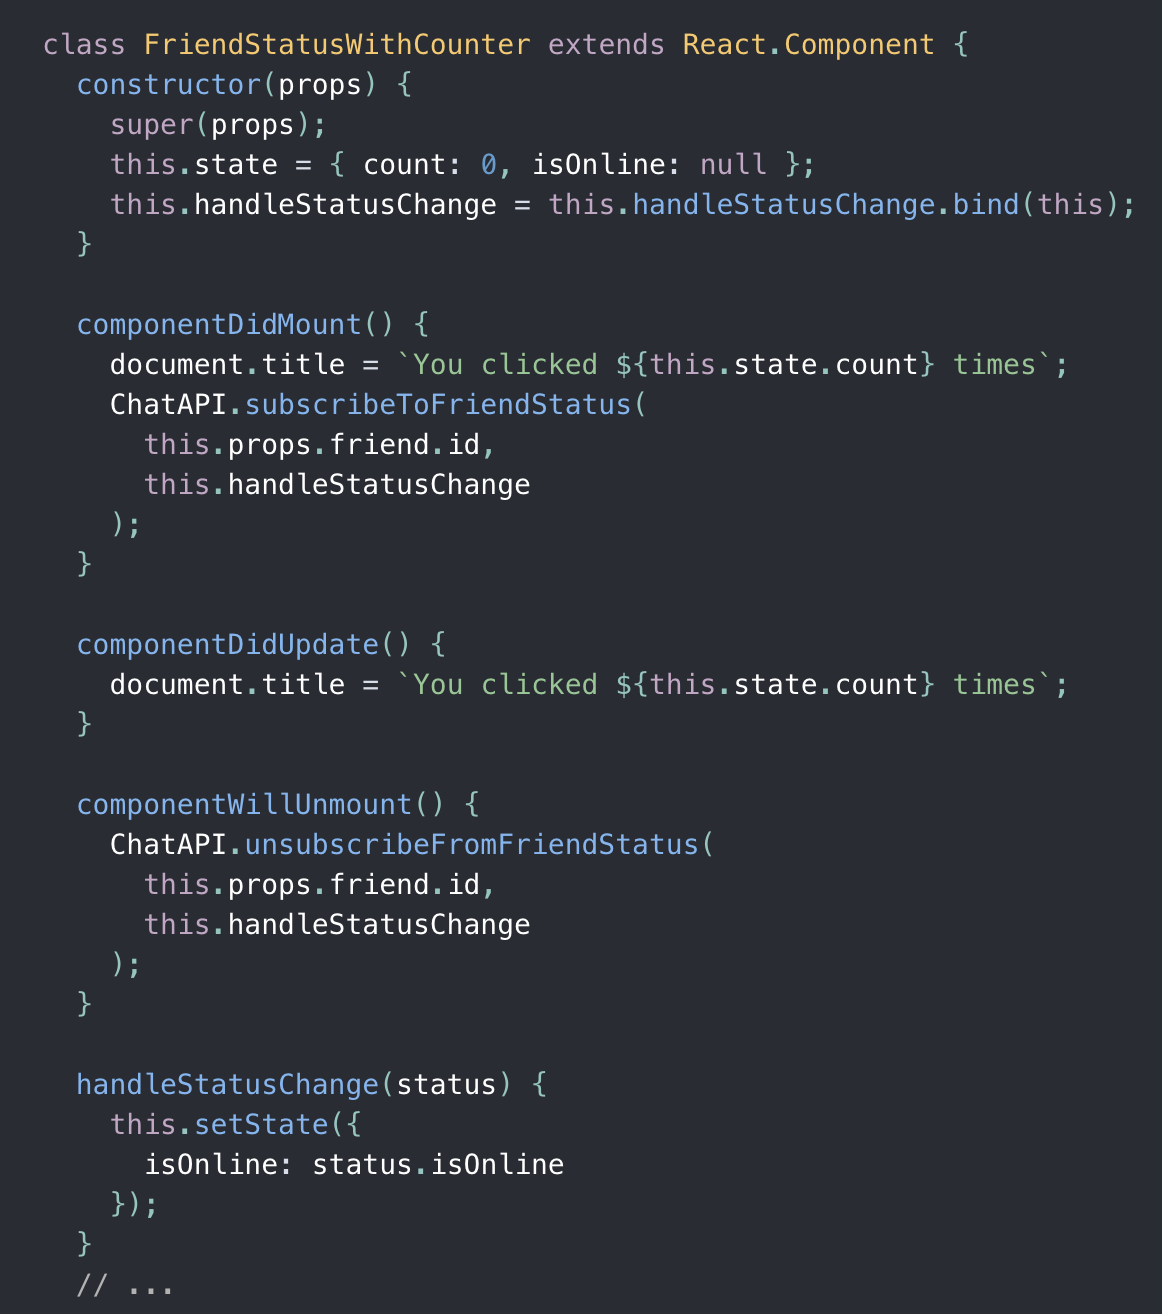 class FriendStatusWithCounter extends React.Component {
  constructor(props) {
    super(props);
    this.state = { count: 0, isOnline: null };
    this.handleStatusChange = this.handleStatusChange.bind(this);
  }

  componentDidMount() {
    document.title = `You clicked ${this.state.count} times`;
    ChatAPI.subscribeToFriendStatus(
      this.props.friend.id,
      this.handleStatusChange
    );
  }

  componentDidUpdate() {
    document.title = `You clicked ${this.state.count} times`;
  }

  componentWillUnmount() {
    ChatAPI.unsubscribeFromFriendStatus(
      this.props.friend.id,
      this.handleStatusChange
    );
  }

  handleStatusChange(status) {
    this.setState({
      isOnline: status.isOnline
    });
  }
  // ...